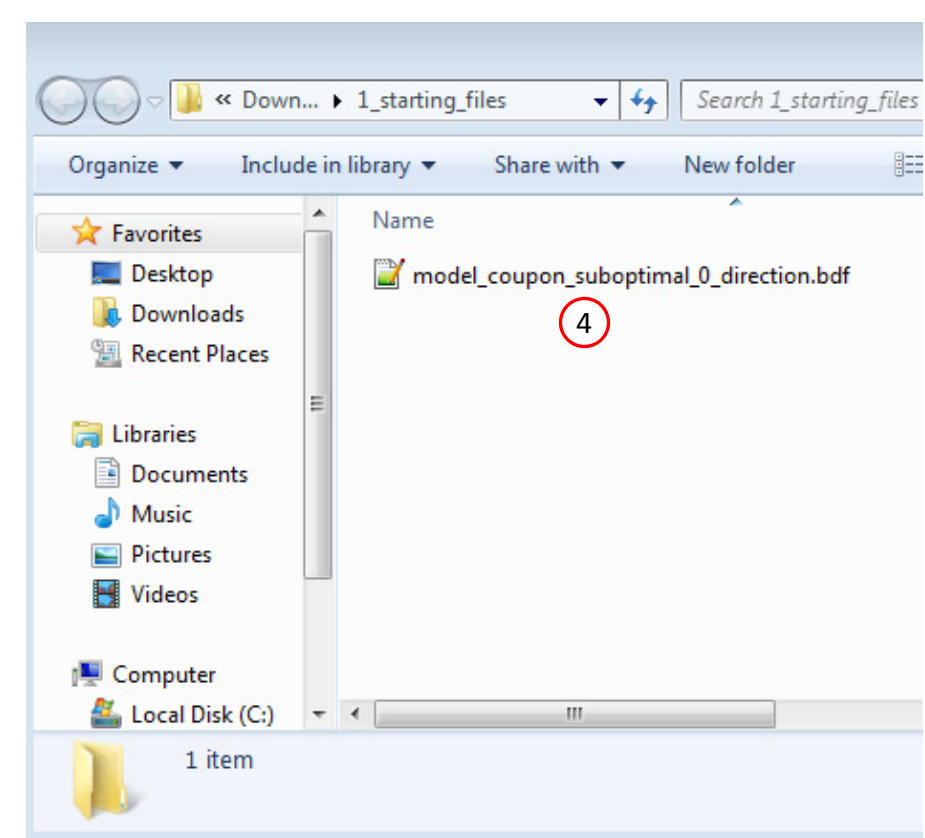 « Down... ▸ 1_starting_files
Search 1_starting_files
Organize
Include in library
Share with
New folder
Favorites
Desktop
Downloads
Recent Places
Libraries
Documents
Music
Pictures
Videos
Computer
Local Disk (C:)
Name
model_coupon_suboptimal_0_direction.bdf
4
1 item